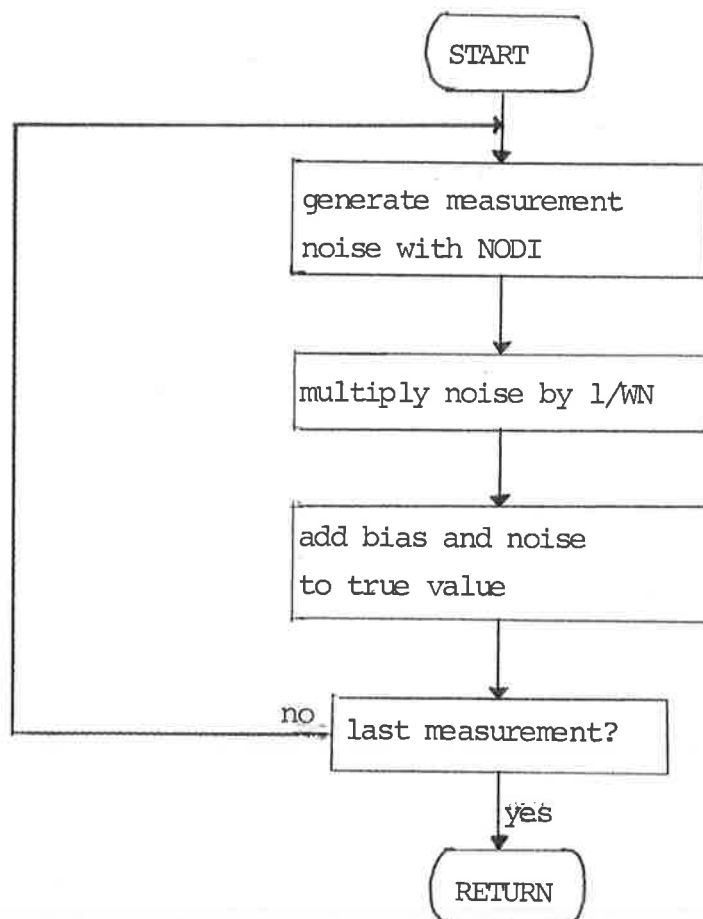 START
generate measurement
noise with NODI
multiply noise by 1/WN
add bias and noise
to true value
no
last measurement?
yes
RETURN